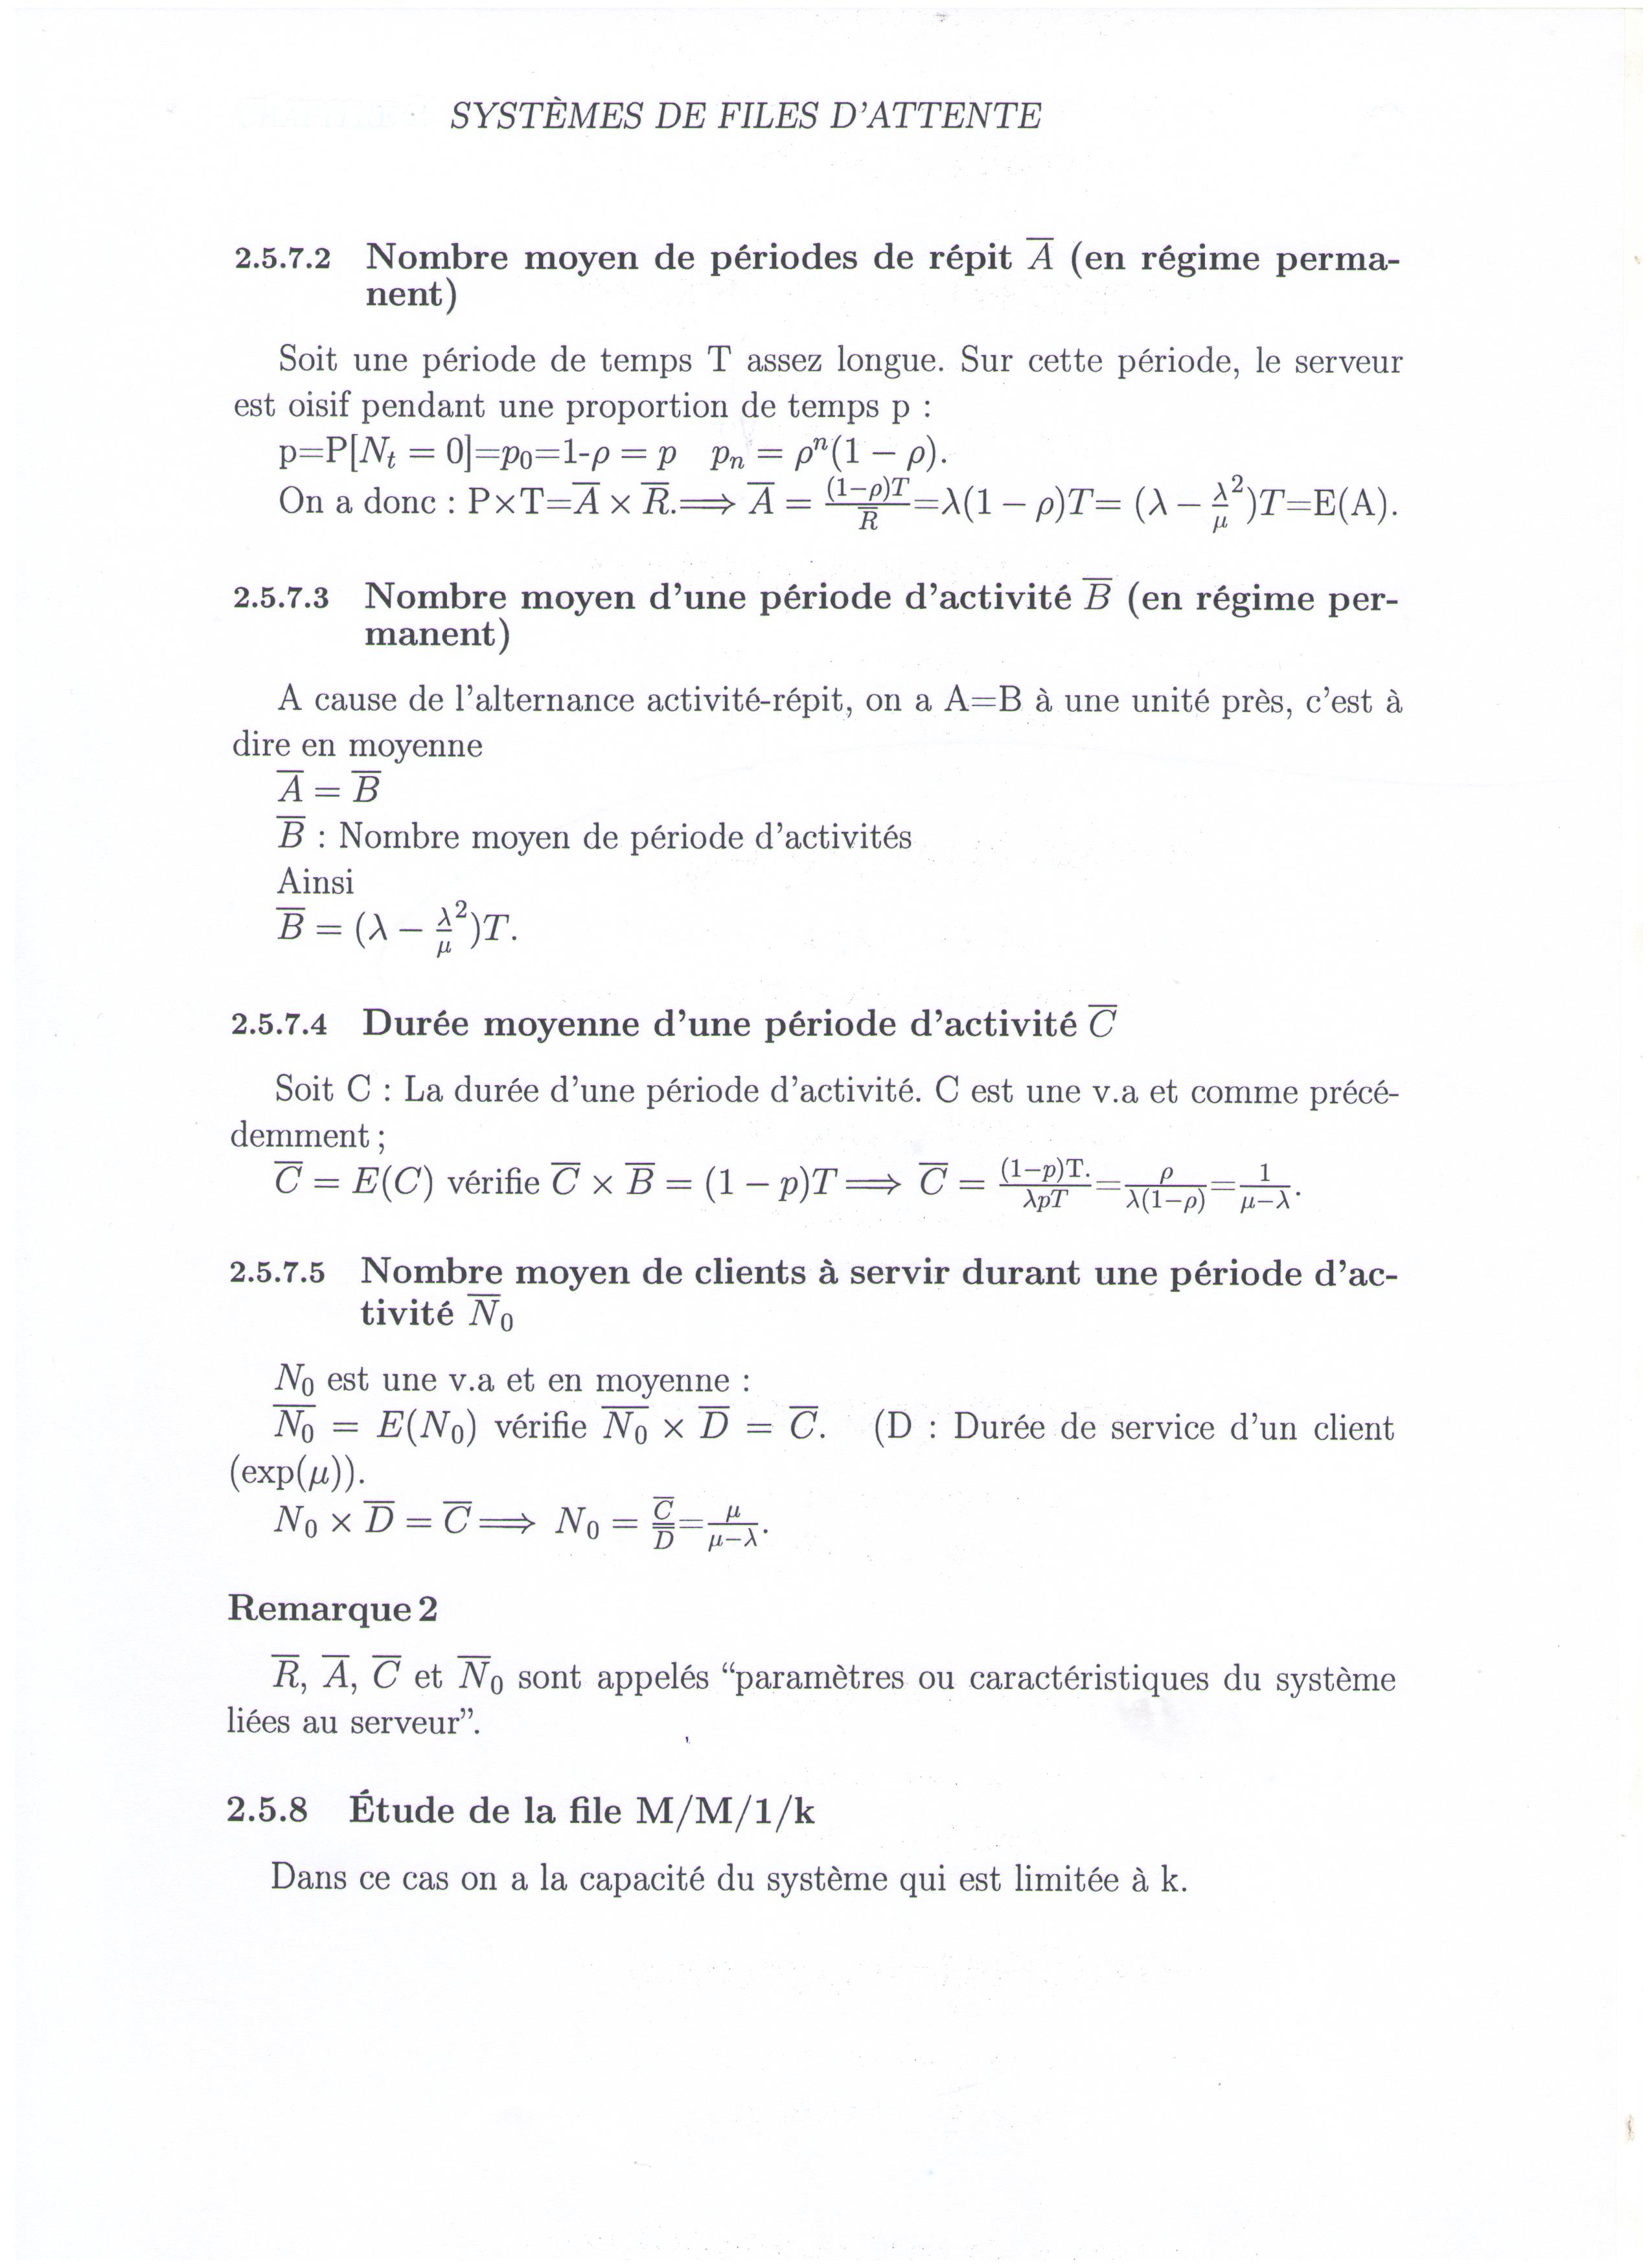 SYSTÈMES DE FILES D'ATTENTE
2.5.7.2 Nombre moyen de périodes de répit $\overline{A}$ (en régime perma-
nent)
Soit une période de temps T assez longue. Sur cette période, le serveur
est oisif pendant une proportion de temps p :
p=P[$N_t = 0$]=$p_0$=1-$\rho = p$ $p_n = \rho^n(1 - \rho)$.
On a donc : P×T=$\overline{A} \times \overline{R}$.$\Longrightarrow \overline{A} = \frac{(1-\rho)T}{\overline{R}}$=$\lambda(1 - \rho)T$= $(\lambda - \frac{\lambda^2}{\mu})T$=E(A).
2.5.7.3 Nombre moyen d'une période d'activité $\overline{B}$ (en régime per-
manent)
A cause de l'alternance activité-répit, on a A=B à une unité près, c'est à
dire en moyenne
$\overline{A} = \overline{B}$
$\overline{B}$ : Nombre moyen de période d'activités
Ainsi
$\overline{B} = (\lambda - \frac{\lambda^2}{\mu})T$.
2.5.7.4 Durée moyenne d'une période d'activité $\overline{C}$
Soit C : La durée d'une période d'activité. C est une v.a et comme précé-
demment ;
$\overline{C} = E(C)$ vérifie $\overline{C} \times \overline{B} = (1 - p)T \Longrightarrow \overline{C} = \frac{(1-p)T.}{\lambda pT}$=$\frac{\rho}{\lambda(1-\rho)}$=$\frac{1}{\mu-\lambda}$.
2.5.7.5 Nombre moyen de clients à servir durant une période d'ac-
tivité $\overline{N}_0$
$N_0$ est une v.a et en moyenne :
$\overline{N_0} = E(N_0)$ vérifie $\overline{N_0} \times \overline{D} = \overline{C}$. (D : Durée de service d'un client
(exp($\mu$)).
$N_0 \times \overline{D} = \overline{C} \Longrightarrow N_0 = \frac{\overline{C}}{\overline{D}}$=$\frac{\mu}{\mu-\lambda}$.
Remarque 2
$\overline{R}$, $\overline{A}$, $\overline{C}$ et $\overline{N}_0$ sont appelés “paramètres ou caractéristiques du système
liées au serveur”.
2.5.8 Étude de la file M/M/1/k
Dans ce cas on a la capacité du système qui est limitée à k.